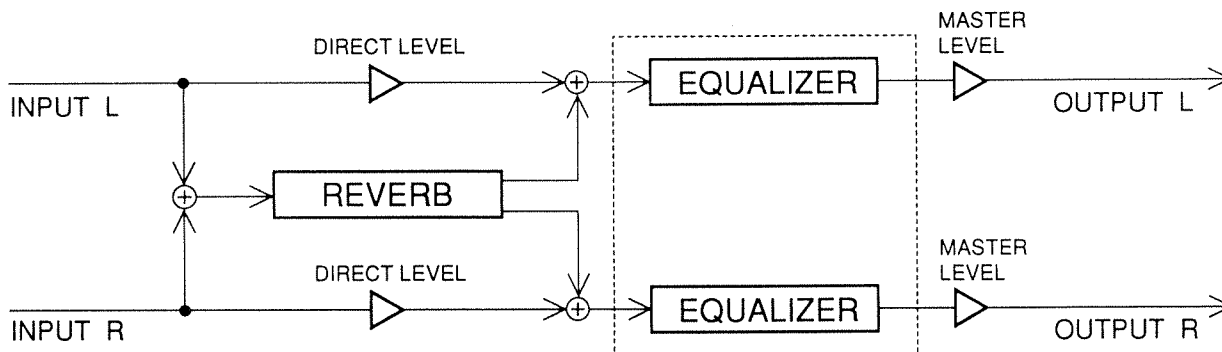 MASTER
LEVEL
DIRECT LEVEL
EQUALIZER
INPUT L
OUTPUT L
REVERB
MASTER
LEVEL
DIRECT LEVEL
EQUALIZER
INPUT R
OUTPUT R